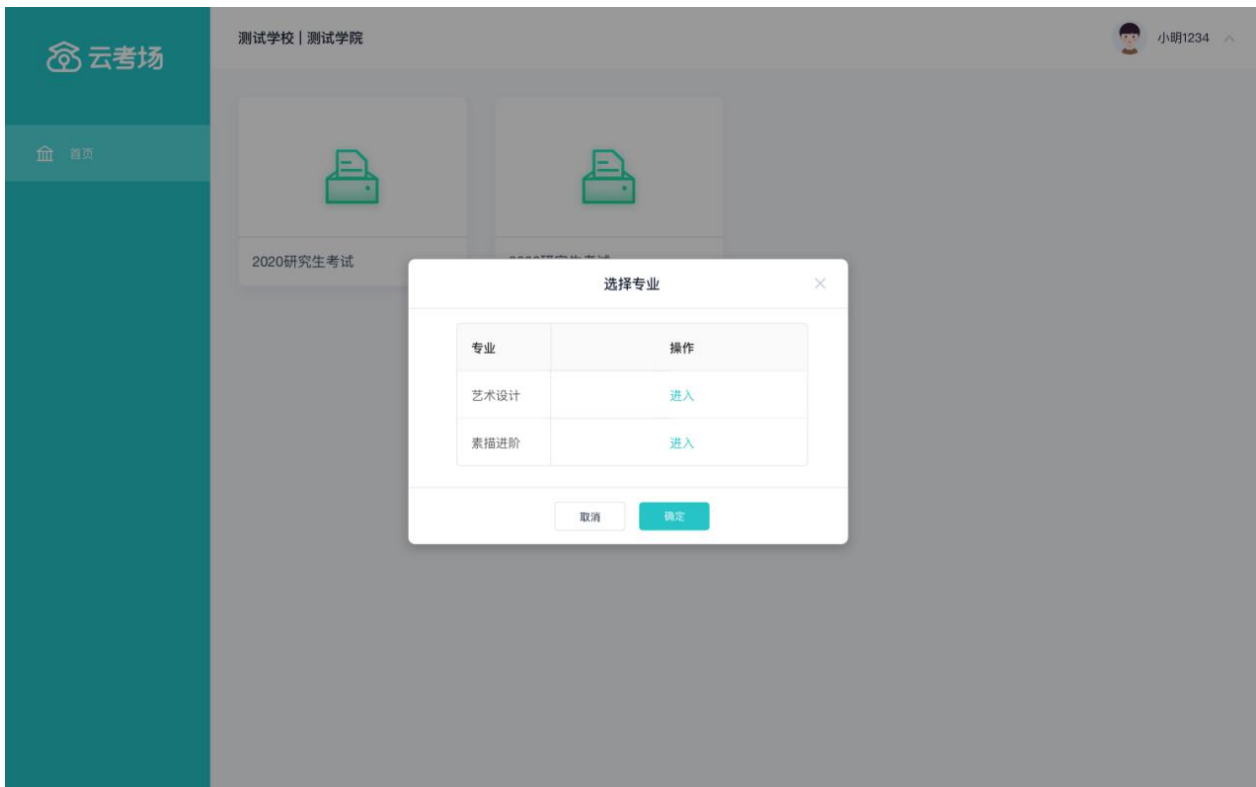 云考场
测试学校 | 测试学院
小明1234
首页
2020研究生考试
选择专业
专业 操作
艺术设计 进入
素描进阶 进入
取消 确定